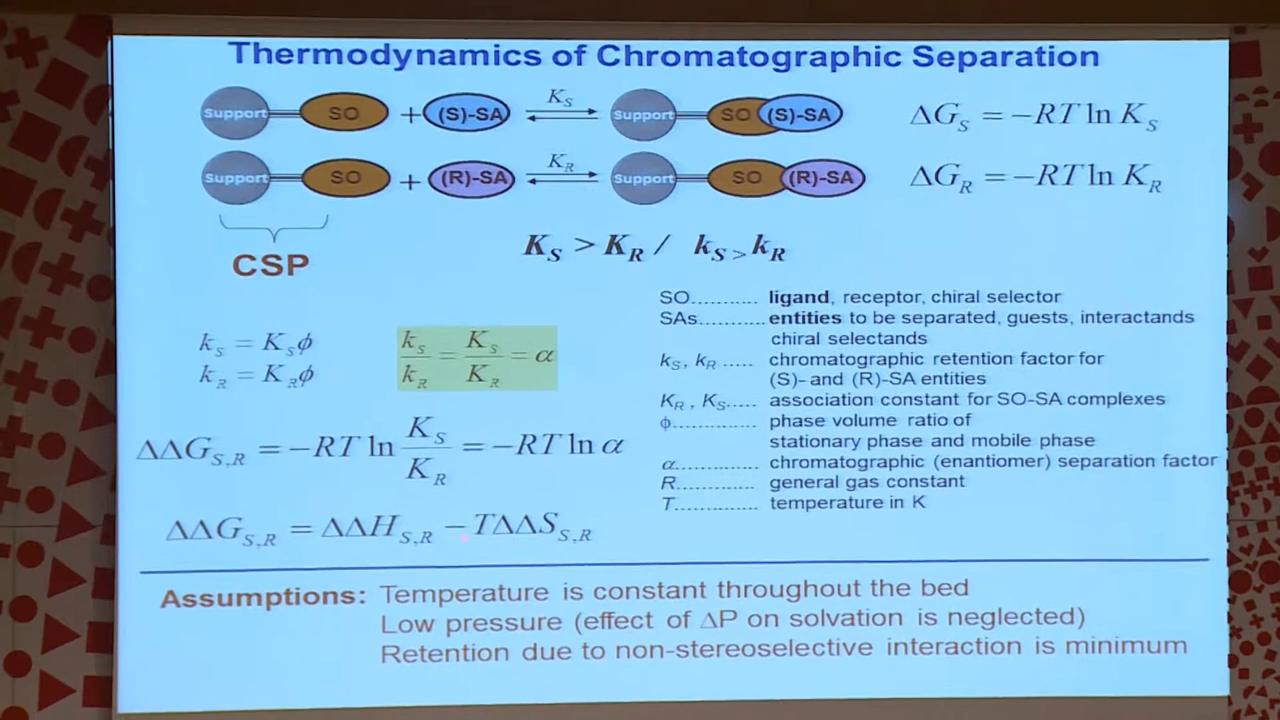 Thermodynamics of Chromatographic Separation
Support SO + (S)-SA K_S Support SO (S)-SA ΔG_S = −RT ln K_S
Support SO + (R)-SA K_R Support SO (R)-SA ΔG_R = −RT ln K_R
CSP
K_S > K_R / k_S > k_R
k_S = K_Sϕ
k_R = K_Rϕ
k_S/k_R = K_S/K_R = α
ΔΔG_S,R = −RT ln K_S/K_R = −RT ln α
ΔΔG_S,R = ΔΔH_S,R − TΔΔS_S,R
SO........... ligand, receptor, chiral selector
SAs........... entities to be separated, guests, interactands
chiral selectands
k_S, k_R ..... chromatographic retention factor for
(S)- and (R)-SA entities
K_R , K_S..... association constant for SO-SA complexes
ϕ.............. phase volume ratio of
stationary phase and mobile phase
α.............. chromatographic (enantiomer) separation factor
R............. general gas constant
T.............. temperature in K
Assumptions: Temperature is constant throughout the bed
Low pressure (effect of ΔP on solvation is neglected)
Retention due to non-stereoselective interaction is minimum